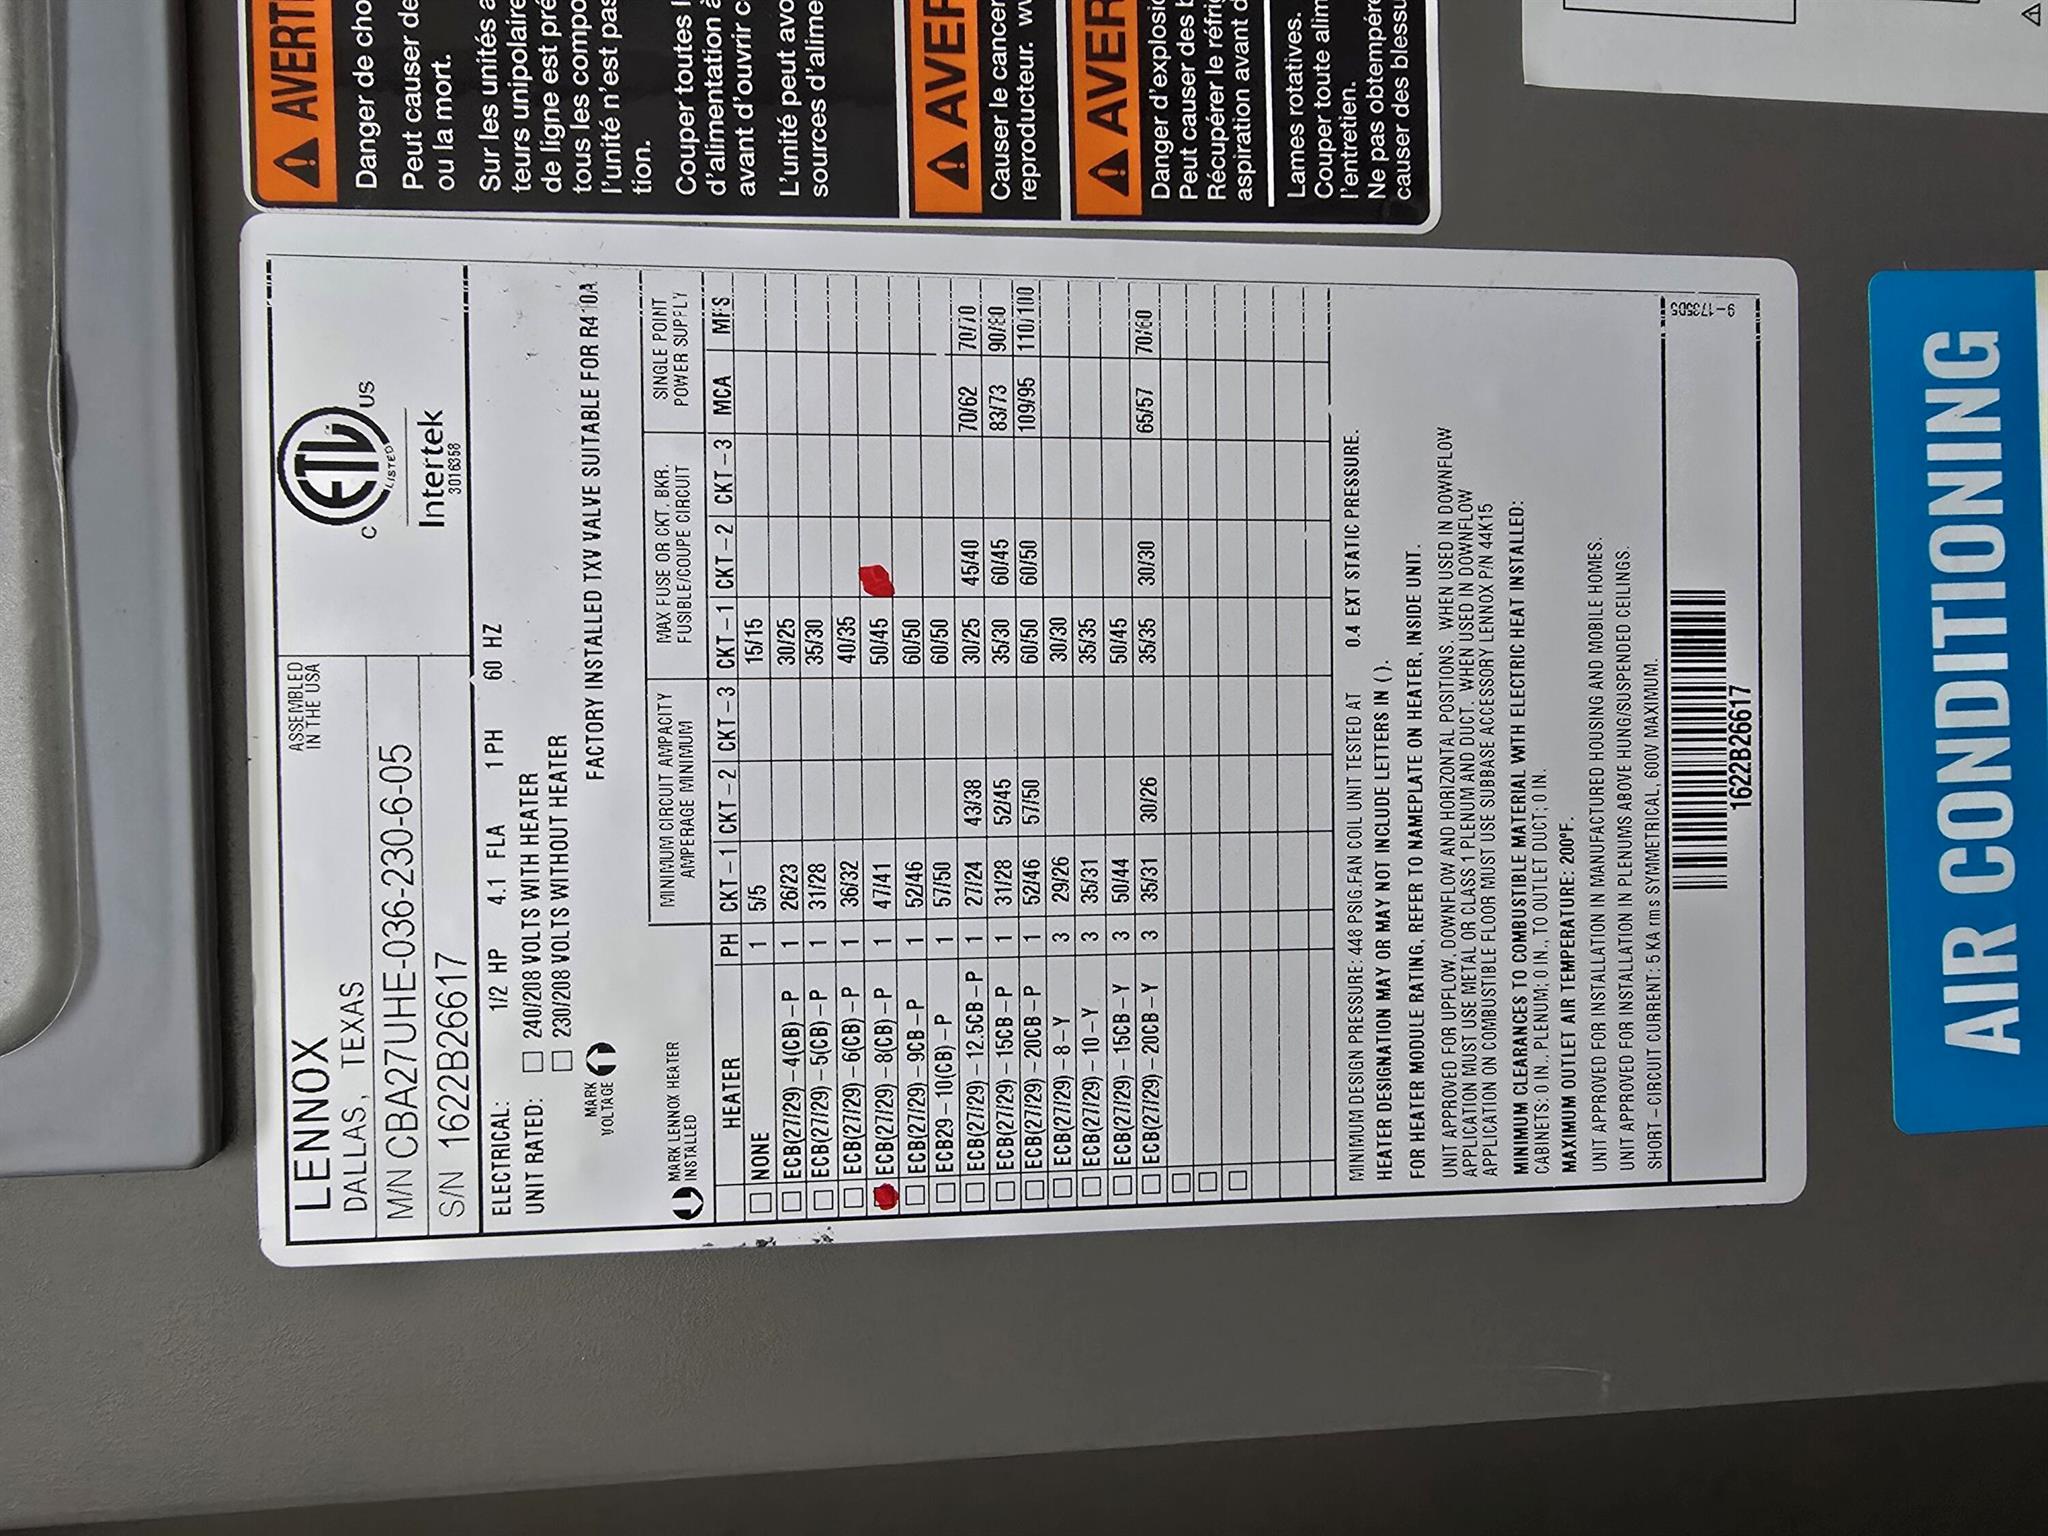 LENNOX
DALLAS, TEXAS
ASSEMBLED
IN THE USA
M/N CBA27UHE-036-230-6-05
S/N 1622B26617
C ETL US
LISTED
Intertek
3016358
ELECTRICAL: 1/2 HP 4.1 FLA 1 PH 60 HZ
UNIT RATED: □ 240/208 VOLTS WITH HEATER
□ 230/208 VOLTS WITHOUT HEATER
MARK
VOLTAGE
FACTORY INSTALLED TXV VALVE SUITABLE FOR R410A
MARK LENNOX HEATER
INSTALLED
MINIMUM CIRCUIT AMPACITY
AMPERAGE MINIMUM
MAX FUSE OR CKT. BKR.
FUSIBLE/COUPE CIRCUIT
SINGLE POINT
POWER SUPPLY
HEATER PH CKT-1 CKT-2 CKT-3 CKT-1 CKT-2 CKT-3 MCA MFS
□ NONE 1 5/5 15/15
□ ECB(27/29)-4(CB)-P 1 26/23 30/25
□ ECB(27/29)-5(CB)-P 1 31/28 35/30
□ ECB(27/29)-6(CB)-P 1 36/32 40/35
ECB(27/29)-8(CB)-P 1 47/41 50/45
□ ECB(27/29)-9CB-P 1 52/46 60/50
□ ECB29-10(CB)-P 1 57/50 60/50
□ ECB(27/29)-12.5CB-P 1 27/24 43/38 30/25 45/40 70/62 70/70
□ ECB(27/29)-15CB-P 1 31/28 52/45 35/30 60/45 83/73 90/80
□ ECB(27/29)-20CB-P 1 52/46 57/50 60/50 60/50 109/95 110/100
□ ECB(27/29)-8-Y 3 29/26 30/30
□ ECB(27/29)-10-Y 3 35/31 35/35
□ ECB(27/29)-15CB-Y 3 50/44 50/45
□ ECB(27/29)-20CB-Y 3 35/31 30/26 35/35 30/30 65/57 70/60
MINIMUM DESIGN PRESSURE: 448 PSIG. FAN COIL UNIT TESTED AT 0.4 EXT STATIC PRESSURE.
HEATER DESIGNATION MAY OR MAY NOT INCLUDE LETTERS IN ( ).
FOR HEATER MODULE RATING, REFER TO NAMEPLATE ON HEATER, INSIDE UNIT.
UNIT APPROVED FOR UPFLOW, DOWNFLOW AND HORIZONTAL POSITIONS. WHEN USED IN DOWNFLOW
APPLICATION MUST USE METAL OR CLASS 1 PLENUM AND DUCT. WHEN USED IN DOWNFLOW
APPLICATION ON COMBUSTIBLE FLOOR MUST USE SUBBASE ACCESSORY LENNOX P/N 44K15
MINIMUM CLEARANCES TO COMBUSTIBLE MATERIAL WITH ELECTRIC HEAT INSTALLED:
CABINETS: 0 IN., PLENUM; 0 IN., TO OUTLET DUCT; 0 IN.
MAXIMUM OUTLET AIR TEMPERATURE: 200°F.
UNIT APPROVED FOR INSTALLATION IN MANUFACTURED HOUSING AND MOBILE HOMES.
UNIT APPROVED FOR INSTALLATION IN PLENUMS ABOVE HUNG/SUSPENDED CEILINGS.
SHORT-CIRCUIT CURRENT: 5 KA rms SYMMETRICAL, 600V MAXIMUM.
1622B26617
AVERT
Danger de cho
Peut causer de
ou la mort.
Sur les unités a
teurs unipolaire
de ligne est pré
tous les compo
l'unité n'est pas
tion.
Couper toutes l
d'alimentation à
avant d'ouvrir c
L'unité peut avo
sources d'alime
AVER
Causer le cancer
reproducteur. w
AVER
Danger d'explosio
Peut causer des b
Récupérer le réfri
aspiration avant d
Lames rotatives.
Couper toute alim
l'entretien.
Ne pas obtempére
causer des blessu
AIR CONDITIONING